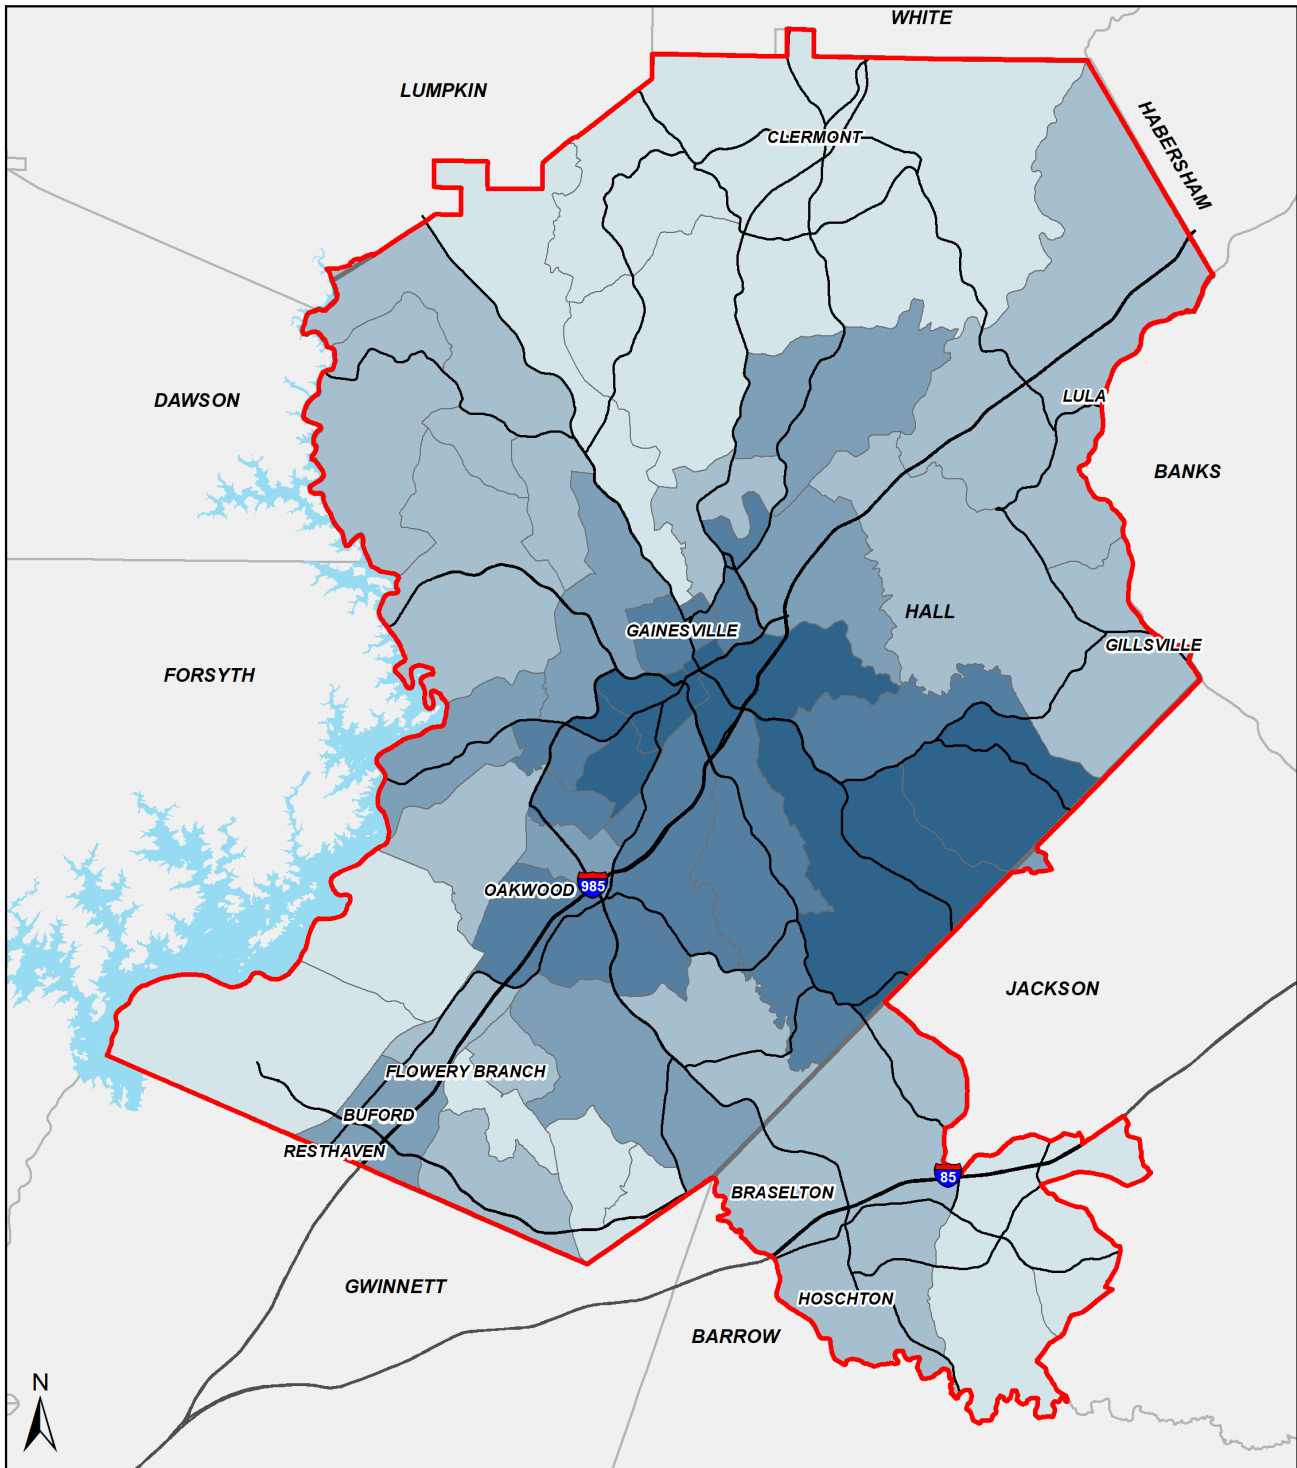 WHITE
LUMPKIN
HABERSHAM
CLERMONT
DAWSON
LULA
BANKS
HALL
GAINESVILLE
GILLSVILLE
FORSYTH
OAKWOOD
985
JACKSON
FLOWERY BRANCH
BUFORD
RESTHAVEN
85
BRASELTON
GWINNETT
HOSCHTON
BARROW
N